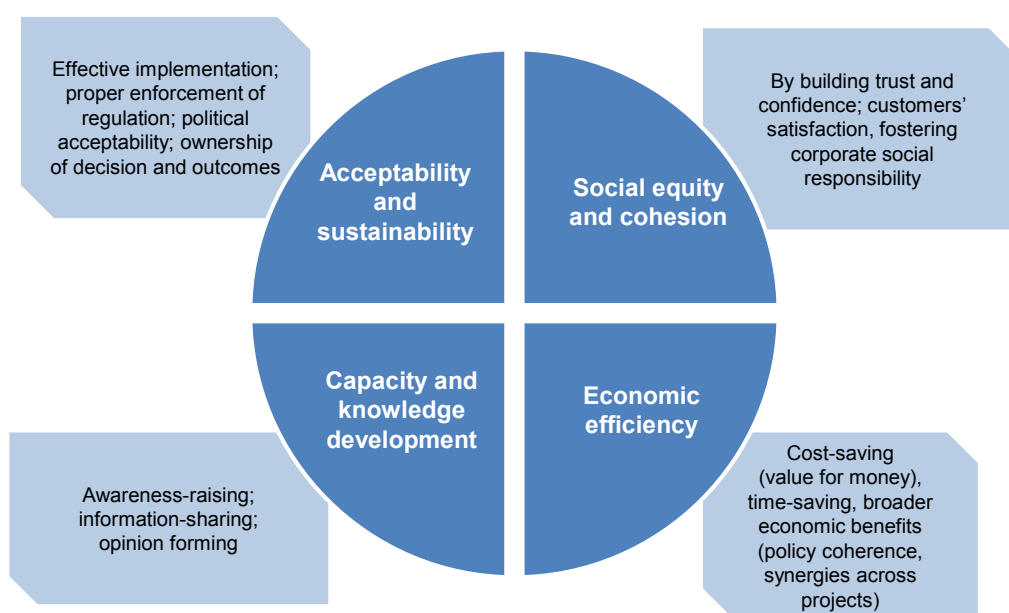 Effective implementation;
proper enforcement of
regulation; political
acceptability; ownership
of decision and outcomes
Acceptability
and
sustainability
Social equity
and cohesion
By building trust and
confidence; customers’
satisfaction, fostering
corporate social
responsibility
Awareness-raising;
information-sharing;
opinion forming
Capacity and
knowledge
development
Economic
efficiency
Cost-saving
(value for money),
time-saving, broader
economic benefits
(policy coherence,
synergies across
projects)